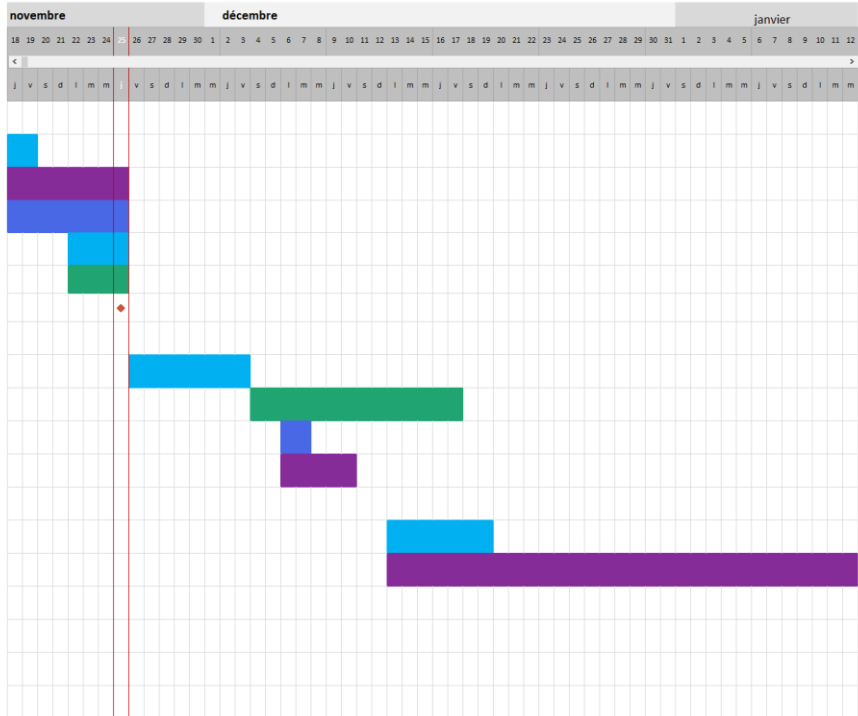 novembre décembre janvier
18 19 20 21 22 23 24 25 26 27 28 29 30 1 2 3 4 5 6 7 8 9 10 11 12 13 14 15 16 17 18 19 20 21 22 23 24 25 26 27 28 29 30 31 1 2 3 4 5 6 7 8 9 10 11 12
j v s d l m m j v s d l m m j v s d l m m j v s d l m m j v s d l m m j v s d l m m j v s d l m m j v s d l m m